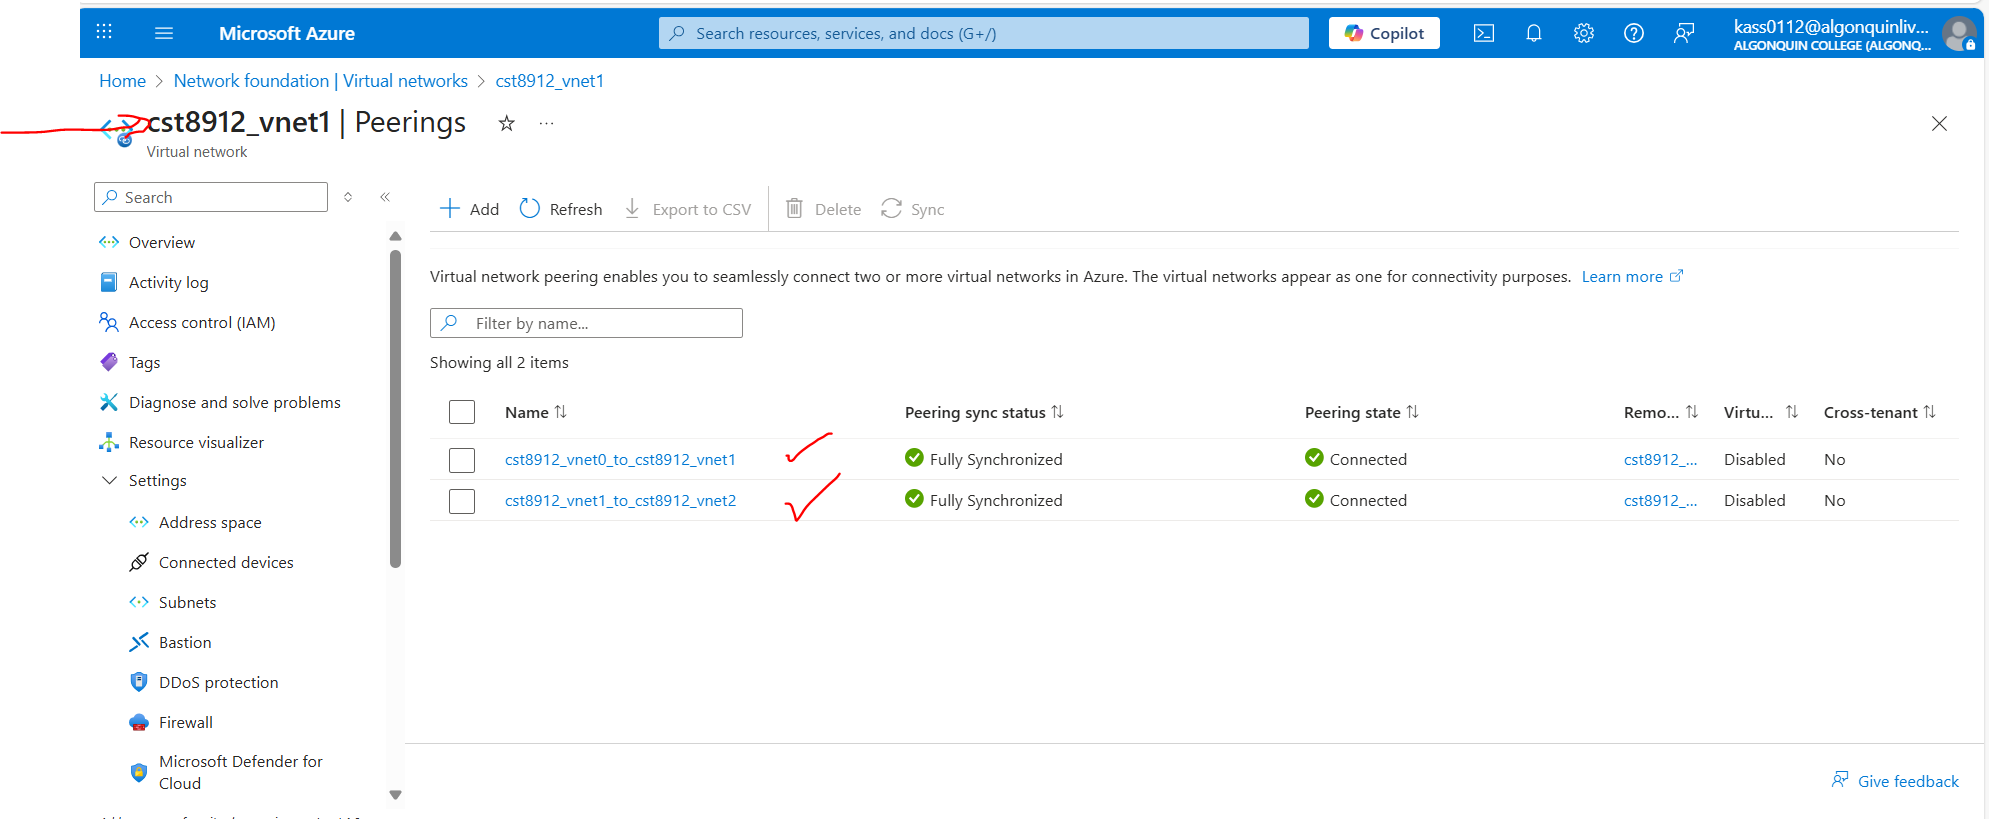 Microsoft Azure
Search resources, services, and docs (G+/)
Copilot
kass0112@algonquinliv...
ALGONQUIN COLLEGE (ALGONQ...
Home > Network foundation | Virtual networks > cst8912_vnet1
cst8912_vnet1 | Peerings
Virtual network
Search
Add
Refresh
Export to CSV
Delete
Sync
Overview
Activity log
Access control (IAM)
Tags
Diagnose and solve problems
Resource visualizer
Settings
Address space
Connected devices
Subnets
Bastion
DDoS protection
Firewall
Microsoft Defender for
Cloud
Virtual network peering enables you to seamlessly connect two or more virtual networks in Azure. The virtual networks appear as one for connectivity purposes. Learn more
Filter by name...
Showing all 2 items
Name Peering sync status Peering state Remo... Virtu... Cross-tenant
cst8912_vnet0_to_cst8912_vnet1 Fully Synchronized Connected cst8912_... Disabled No
cst8912_vnet1_to_cst8912_vnet2 Fully Synchronized Connected cst8912_... Disabled No
Give feedback